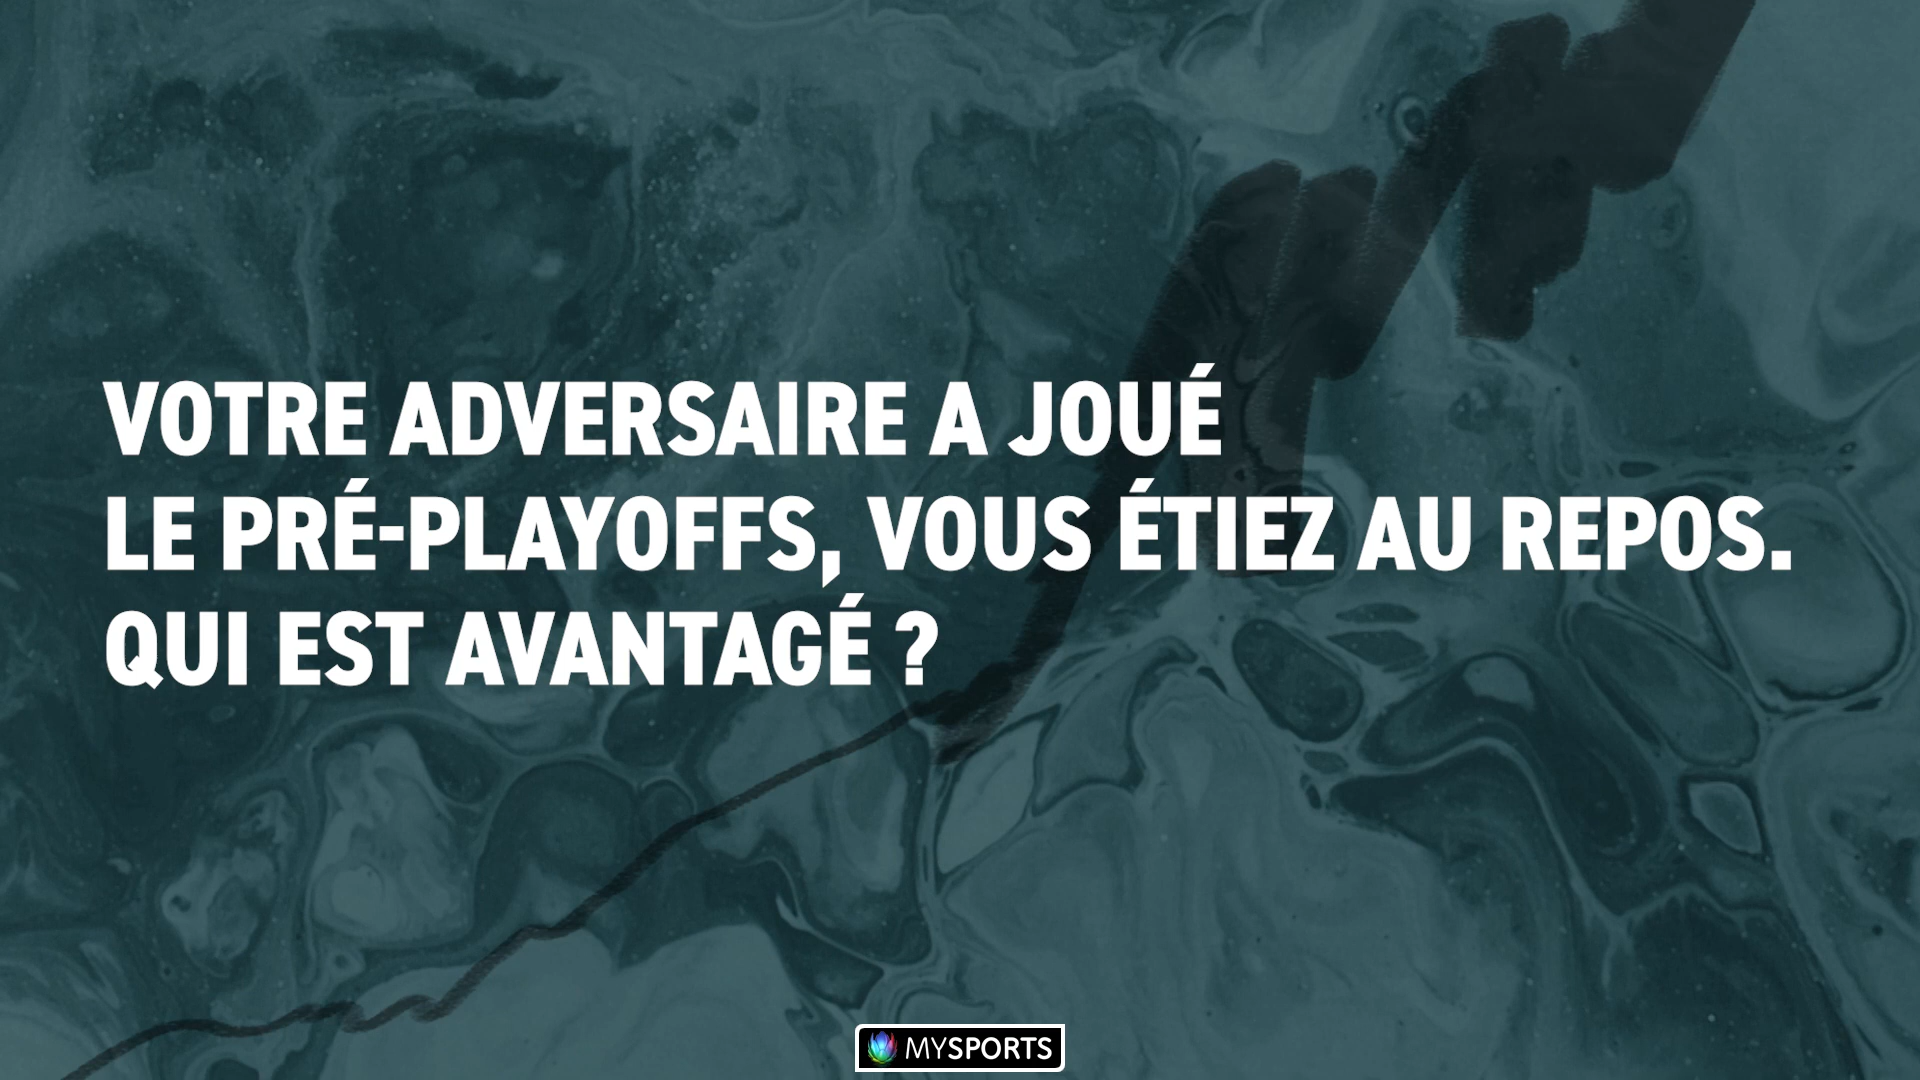 VOTRE ADVERSAIRE A JOUÉ
LE PRÉ-PLAYOFFS, VOUS ÉTIEZ AU REPOS.
QUI EST AVANTAGÉ ?
MYSPORTS